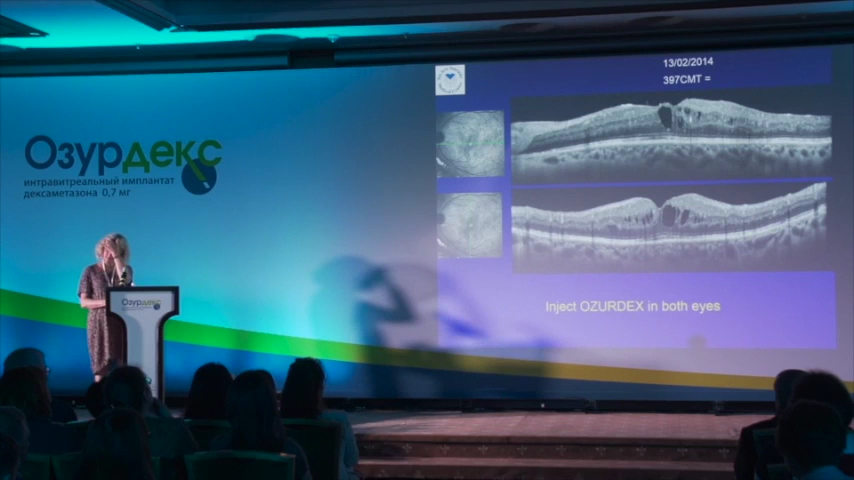 Озурдекс
интравитреальный имплантат
дексаметазона 0,7 мг
Озурдекс
13/02/2014
397CMT =
Inject OZURDEX in both eyes